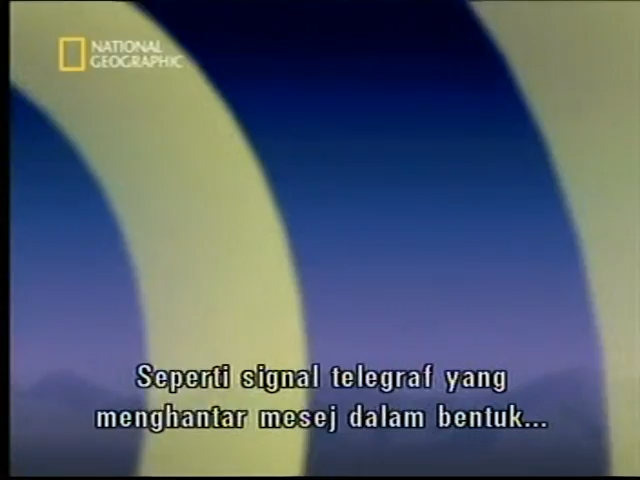 NATIONAL
GEOGRAPHIC
Seperti signal telegraf yang
menghantar mesej dalam bentuk...